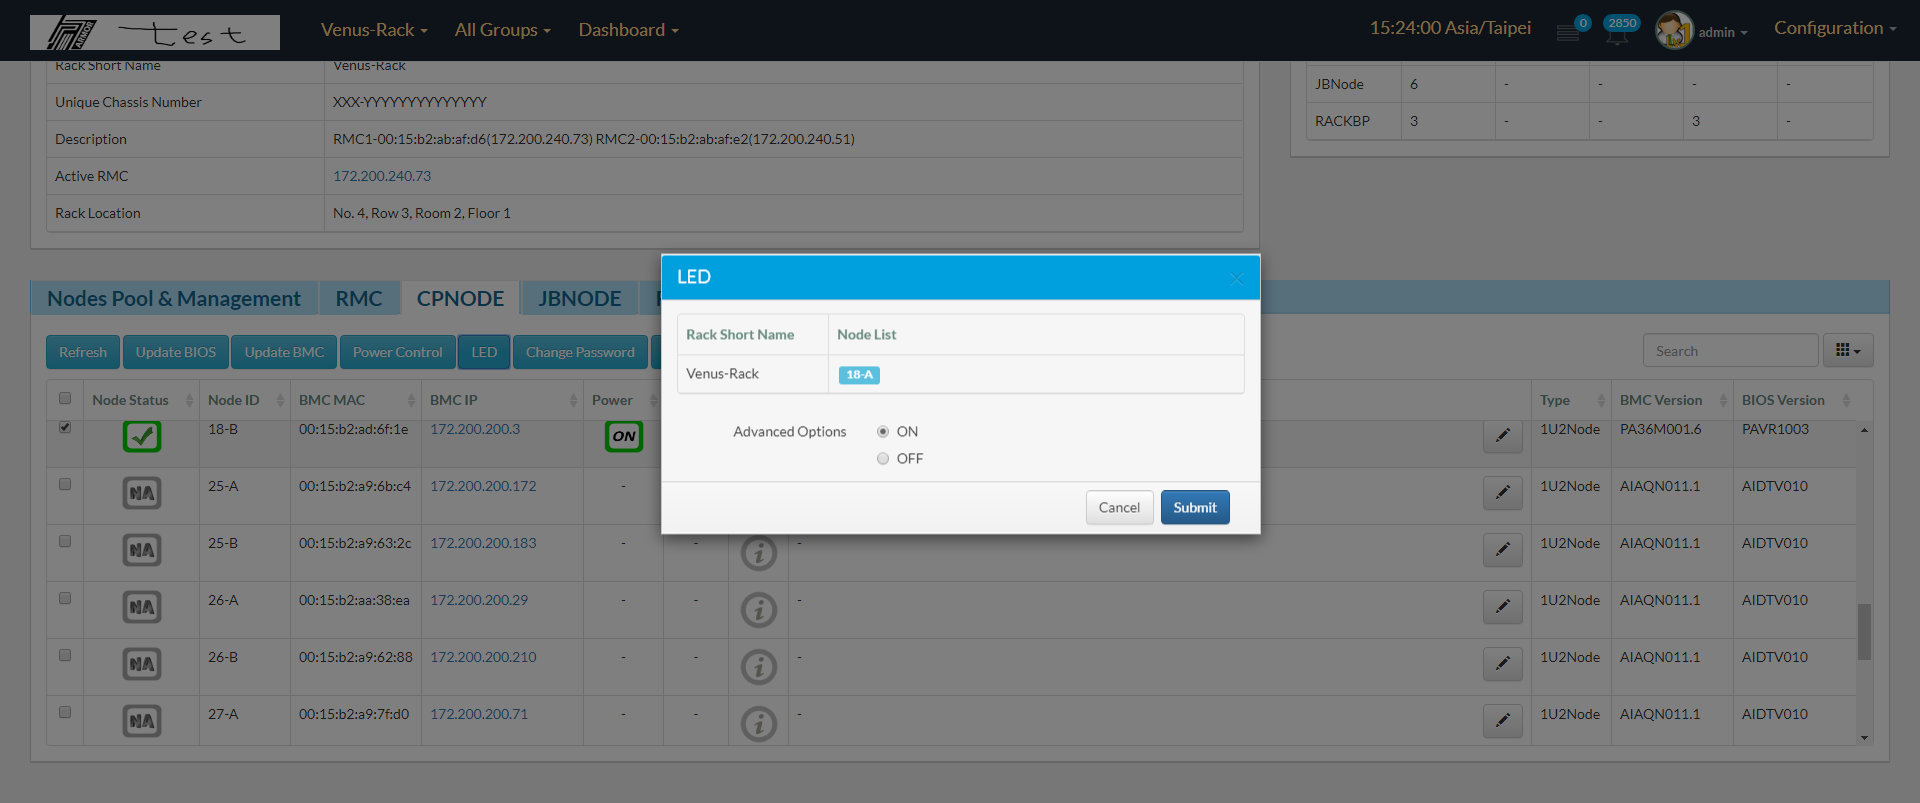 ARMOR test Venus-Rack All Groups Dashboard 15:24:00 Asia/Taipei 0 2850 admin Configuration
Rack Short Name Venus-Rack
Unique Chassis Number XXX-YYYYYYYYYYYYYY
Description RMC1-00:15:b2:ab:af:d6(172.200.240.73) RMC2-00:15:b2:ab:af:e2(172.200.240.51)
Active RMC 172.200.240.73
Rack Location No. 4, Row 3, Room 2, Floor 1
JBNode 6 - - - -
RACKBP 3 - - 3 -
Nodes Pool & Management RMC CPNODE JBNODE
Refresh Update BIOS Update BMC Power Control LED Change Password Search
Node Status Node ID BMC MAC BMC IP Power Type BMC Version BIOS Version
18-B 00:15:b2:ad:6f:1e 172.200.200.3 ON 1U2Node PA36M001.6 PAVR1003
NA 25-A 00:15:b2:a9:6b:c4 172.200.200.172 - 1U2Node AIAQN011.1 AIDTV010
NA 25-B 00:15:b2:a9:63:2c 172.200.200.183 - - i - 1U2Node AIAQN011.1 AIDTV010
NA 26-A 00:15:b2:aa:38:ea 172.200.200.29 - - i - 1U2Node AIAQN011.1 AIDTV010
NA 26-B 00:15:b2:a9:62:88 172.200.200.210 - - i - 1U2Node AIAQN011.1 AIDTV010
NA 27-A 00:15:b2:a9:7f:d0 172.200.200.71 - - i - 1U2Node AIAQN011.1 AIDTV010
LED
Rack Short Name Node List
Venus-Rack 18-A
Advanced Options ON
OFF
Cancel Submit